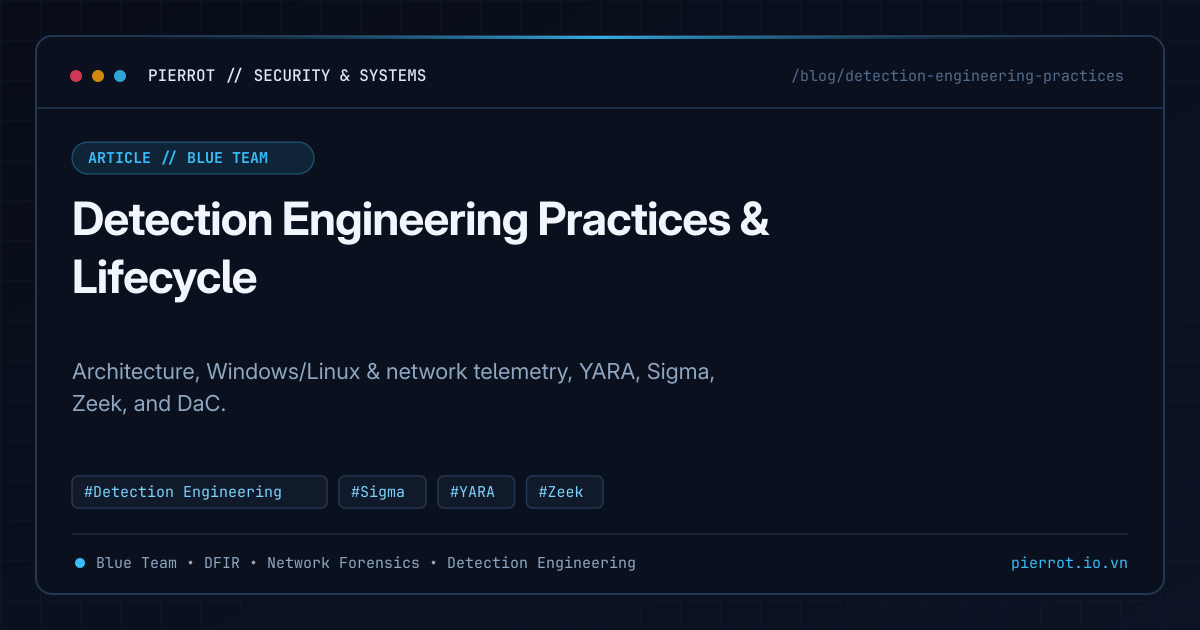 PIERROT // SECURITY & SYSTEMS
/blog/detection-engineering-practices
ARTICLE // BLUE TEAM
Detection Engineering Practices &
Lifecycle
Architecture, Windows/Linux & network telemetry, YARA, Sigma,
Zeek, and DaC.
#Detection Engineering #Sigma #YARA #Zeek
Blue Team • DFIR • Network Forensics • Detection Engineering
pierrot.io.vn